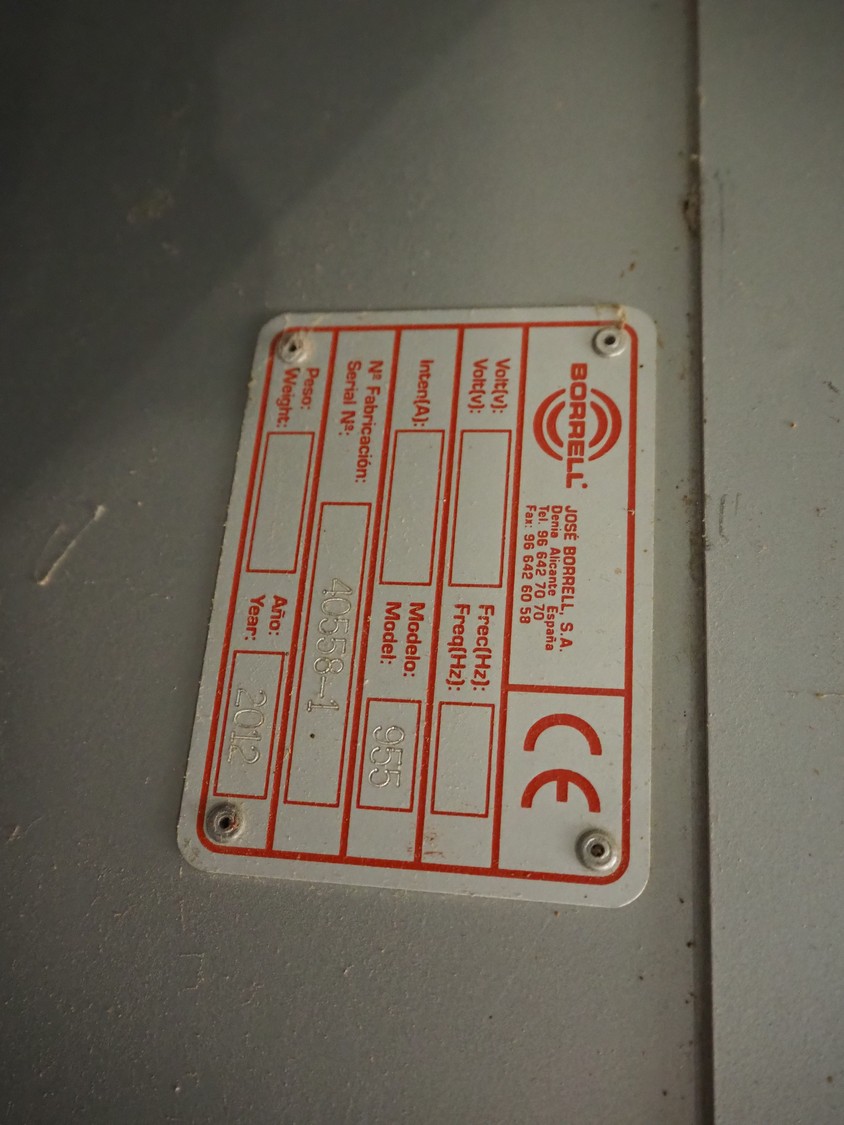 BORRELL
JOSÉ BORRELL, S.A.
Denia Alicante España
Tel. 96 642 70 70
Fax: 96 642 60 58
CE
Volt(v):
Volt(v):
Frec(Hz):
Freq(Hz):
Inten(A):
Modelo:
Model:
955
Nº Fabricación:
Serial Nº:
40558-1
Peso:
Weight:
Año:
Year:
2012